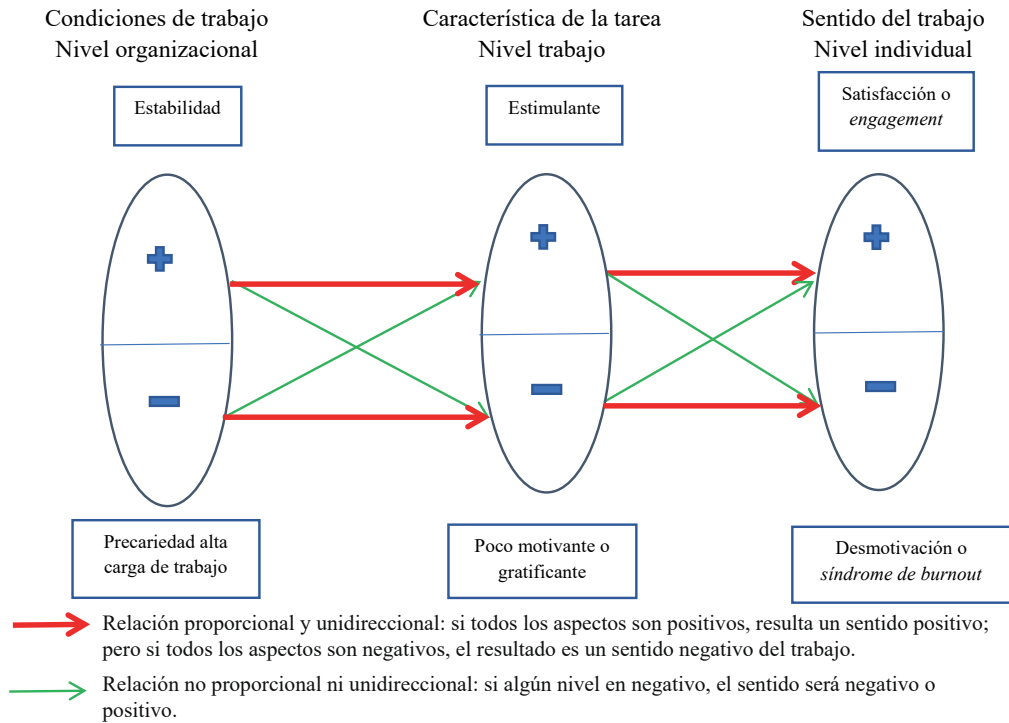 Condiciones de trabajo
Nivel organizacional
Característica de la tarea
Nivel trabajo
Sentido del trabajo
Nivel individual
Estabilidad
Estimulante
Satisfacción o
engagement
Precariedad alta
carga de trabajo
Poco motivante o
gratificante
Desmotivación o
síndrome de burnout
Relación proporcional y unidireccional: si todos los aspectos son positivos, resulta un sentido positivo;
pero si todos los aspectos son negativos, el resultado es un sentido negativo del trabajo.
Relación no proporcional ni unidireccional: si algún nivel en negativo, el sentido será negativo o
positivo.